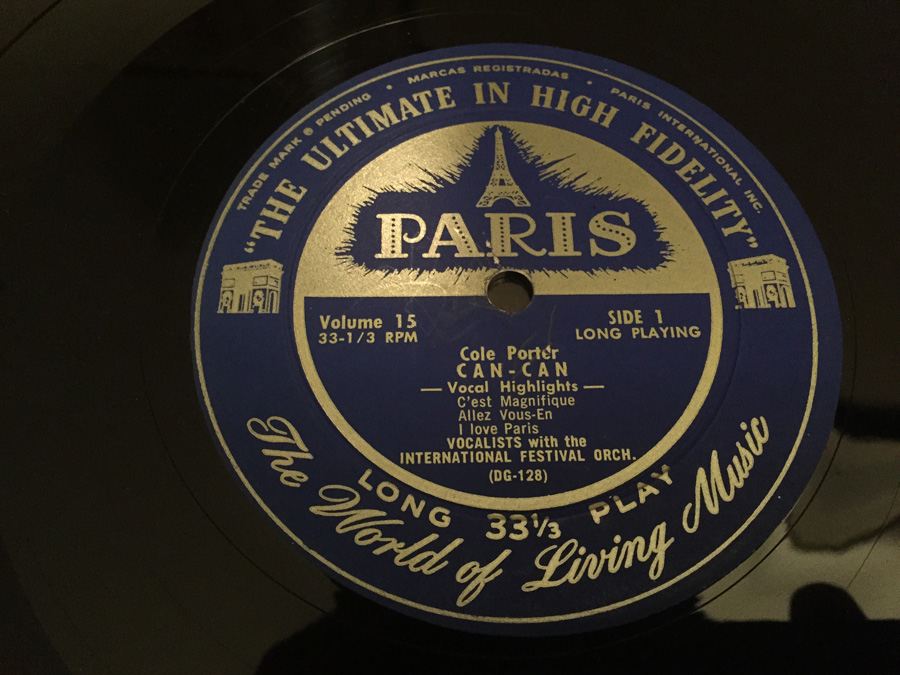 TRADE MARK ® PENDING • MARCAS REGISTRADAS • PARIS INTERNATIONAL INC.
"THE ULTIMATE IN HIGH FIDELITY"
PARIS
Volume 15
33-1/3 RPM
SIDE 1
LONG PLAYING
Cole Porter
CAN-CAN
— Vocal Highlights —
C'est Magnifique
Allez Vous-En
I love Paris
VOCALISTS with the
INTERNATIONAL FESTIVAL ORCH.
(DG-128)
LONG 33⅓ PLAY
The World of Living Music